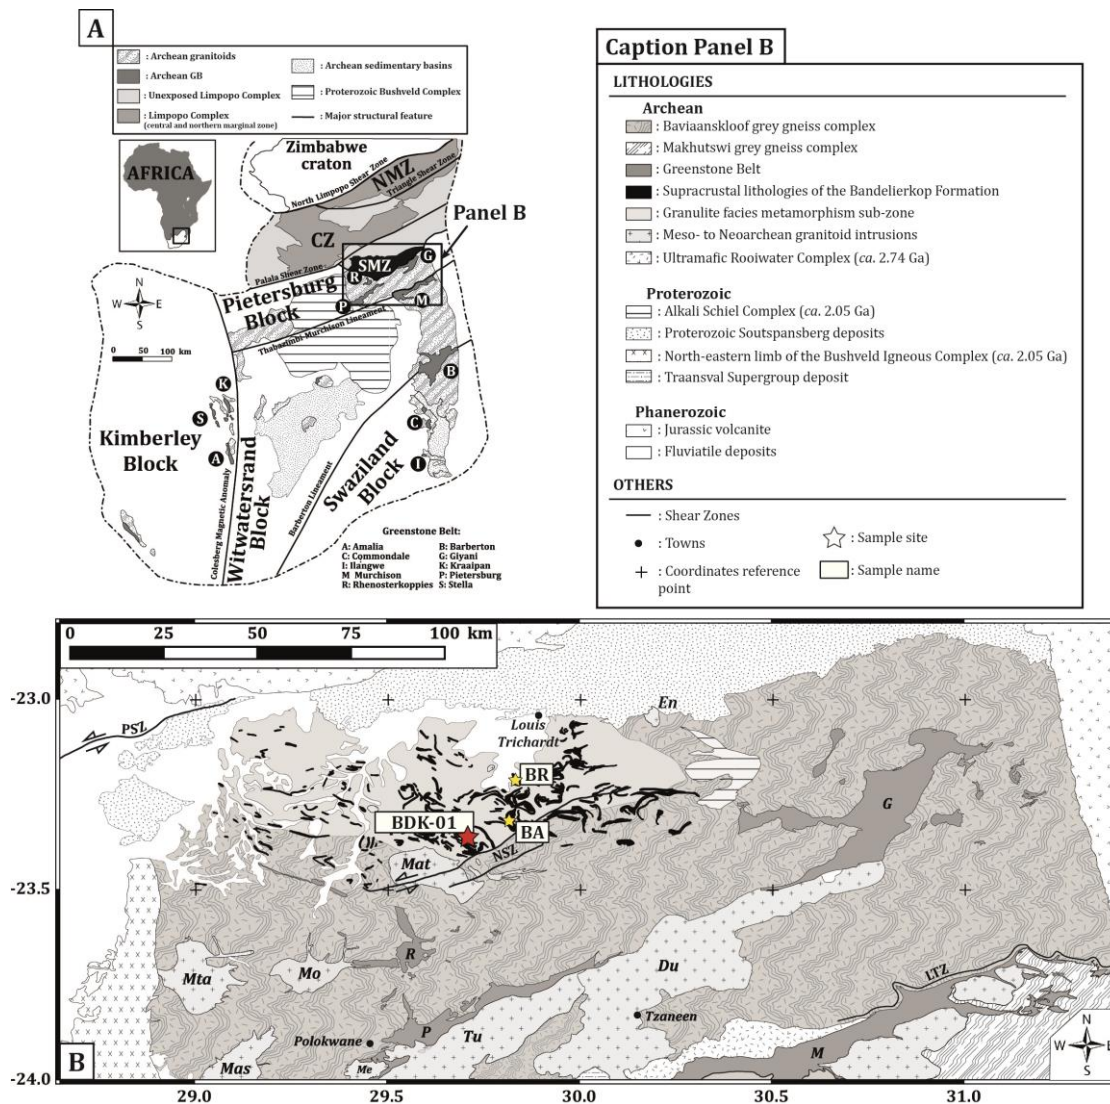 A
: Archean granitoids
: Archean GB
: Unexposed Limpopo Complex
: Limpopo Complex
(central and northern marginal zone)
: Archean sedimentary basins
: Proterozoic Bushveld Complex
: Major structural feature
AFRICA
Zimbabwe
craton
North Limpopo Shear Zone
NMZ
Triangle Shear Zone
Panel B
CZ
SMZ
G
R
Palala Shear Zone
Pietersburg
Block
P
M
Thabazimbi-Murchison Lineament
N
W E
S
0 50 100 km
K
S
A
B
C
I
Kimberley
Block
Colesberg Magnetic Anomaly
Witwatersrand
Block
Barberton Lineament
Swaziland
Block
Greenstone Belt:
A: Amalia
C: Commondale
I: Ilangwe
M Murchison
R: Rhenosterkoppies
B: Barberton
G: Giyani
K: Kraaipan
P: Pietersburg
S: Stella
Caption Panel B
LITHOLOGIES
Archean
: Baviaanskloof grey gneiss complex
: Makhutswi grey gneiss complex
: Greenstone Belt
: Supracrustal lithologies of the Bandelierkop Formation
: Granulite facies metamorphism sub-zone
: Meso- to Neoarchean granitoid intrusions
: Ultramafic Rooiwater Complex (ca. 2.74 Ga)
Proterozoic
: Alkali Schiel Complex (ca. 2.05 Ga)
: Proterozoic Soutspansberg deposits
: North-eastern limb of the Bushveld Igneous Complex (ca. 2.05 Ga)
: Traansval Supergroup deposit
Phanerozoic
: Jurassic volcanite
: Fluviatile deposits
OTHERS
: Shear Zones
: Towns
: Coordinates reference
point
: Sample site
: Sample name
0 25 50 75 100 km
-23.0
-23.5
-24.0
PSZ
Louis
Trichardt
En
BR
BDK-01
BA
Mat
NSZ
G
R
Mta
Mo
Du
LTZ
P
Polokwane
Tu
Tzaneen
Mas
Me
M
N
W E
S
B
29.0 29.5 30.0 30.5 31.0